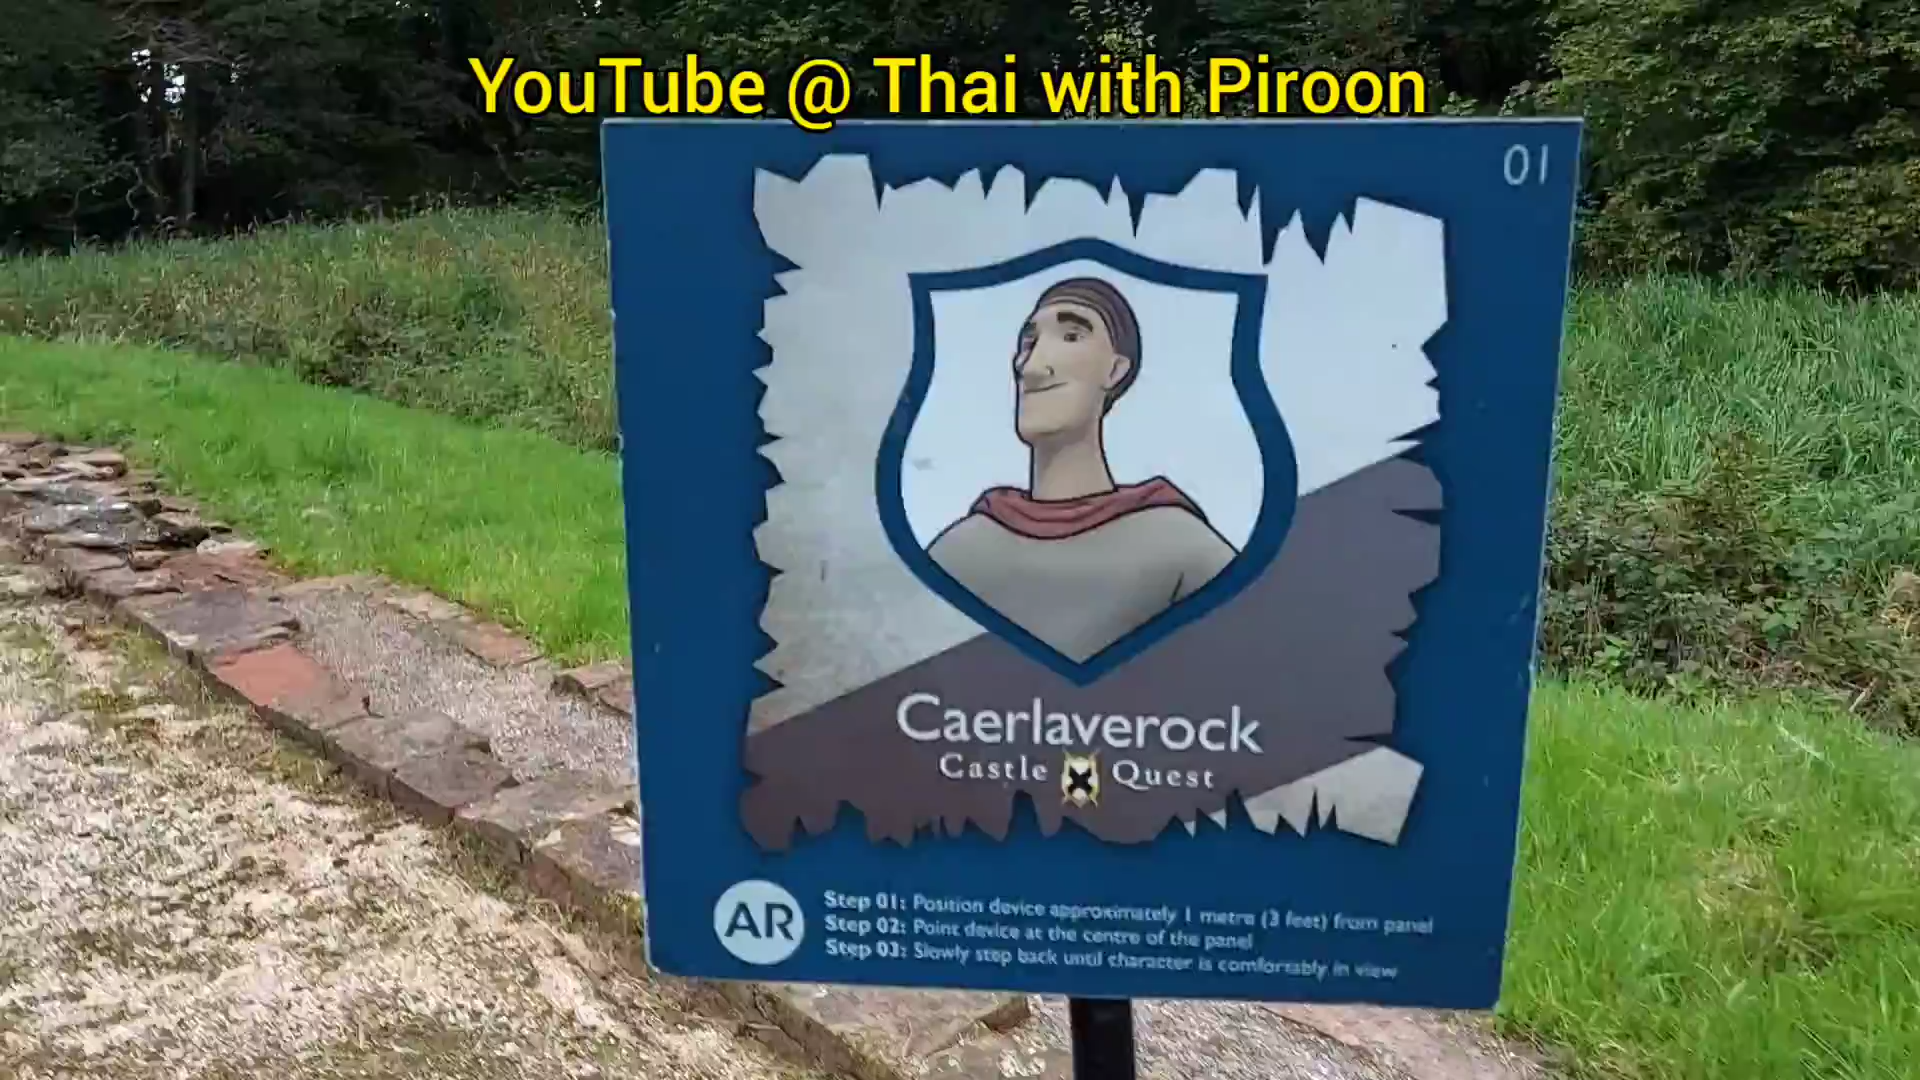 YouTube @ Thai with Piroon
01
Caerlaverock
Castle Quest
AR
Step 01: Position device approximately 1 metre (3 feet) from panel
Step 02: Point device at the centre of the panel
Step 03: Slowly step back until character is comfortably in view